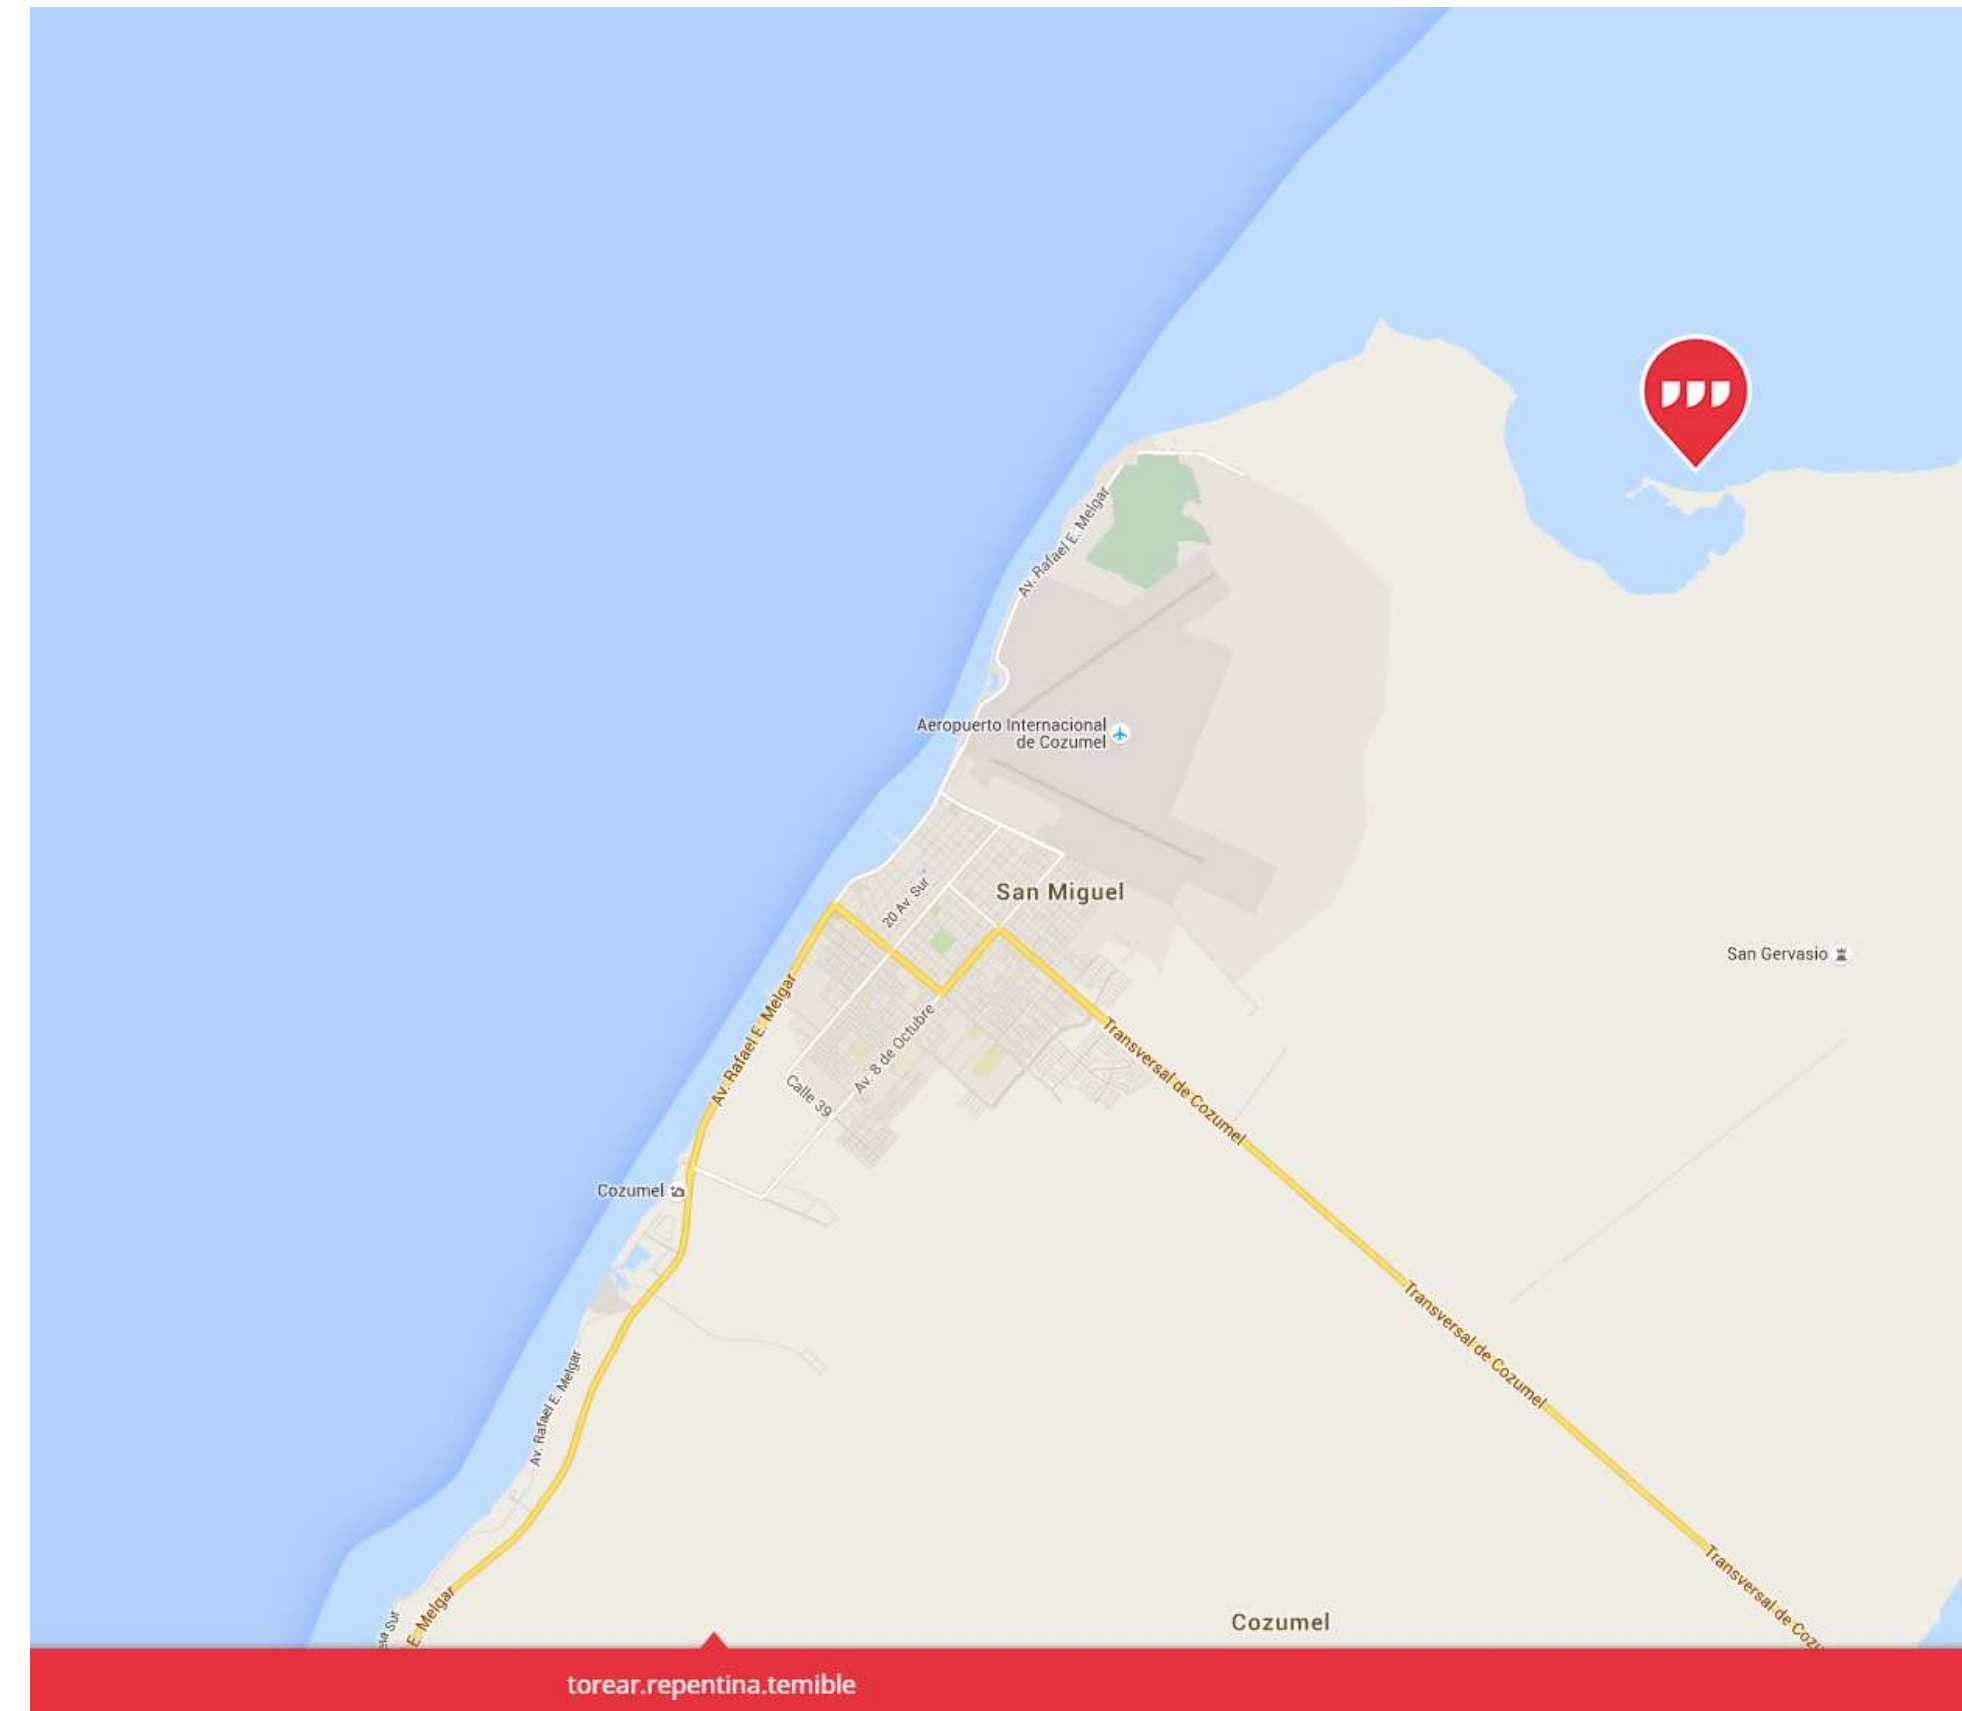 Av. Rafael E. Melgar
Aeropuerto Internacional
de Cozumel
20 Av. Sur
San Miguel
San Gervasio
Av. Rafael E. Melgar
Av. 8 de Octubre
Calle 39
Transversal de Cozumel
Cozumel
Transversal de Cozumel
Av. Rafael E. Melgar
Transversal de Cozu
Sur
E. Melgar
Cozumel
torear.repentina.temible